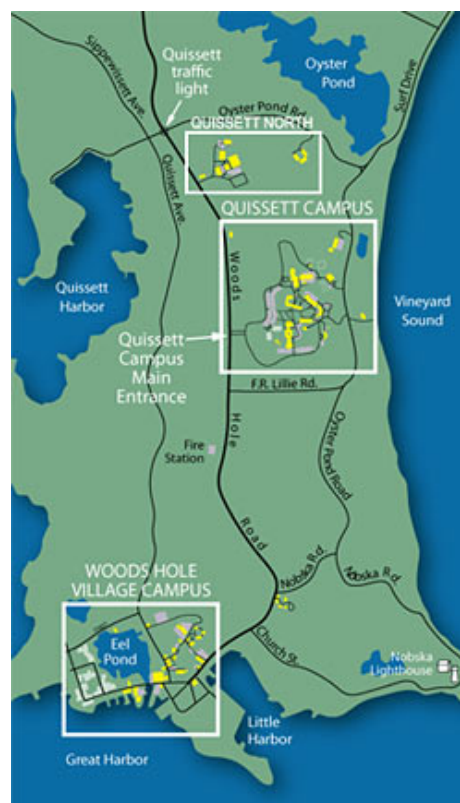 Sippewissett Ave.
Quissett
traffic
light
Oyster
Pond
Surf Drive
Oyster Pond Rd.
QUISSETT NORTH
Quissett Ave.
QUISSETT CAMPUS
Woods
Quissett
Harbor
Vineyard
Sound
Quissett
Campus
Main
Entrance
F.R. Lillie Rd.
Hole
Oyster Pond Road
Fire
Station
Road
WOODS HOLE
VILLAGE CAMPUS
Nobska Rd.
Nobska Rd.
Church St.
Eel
Pond
Nobska
Lighthouse
Little
Harbor
Great Harbor